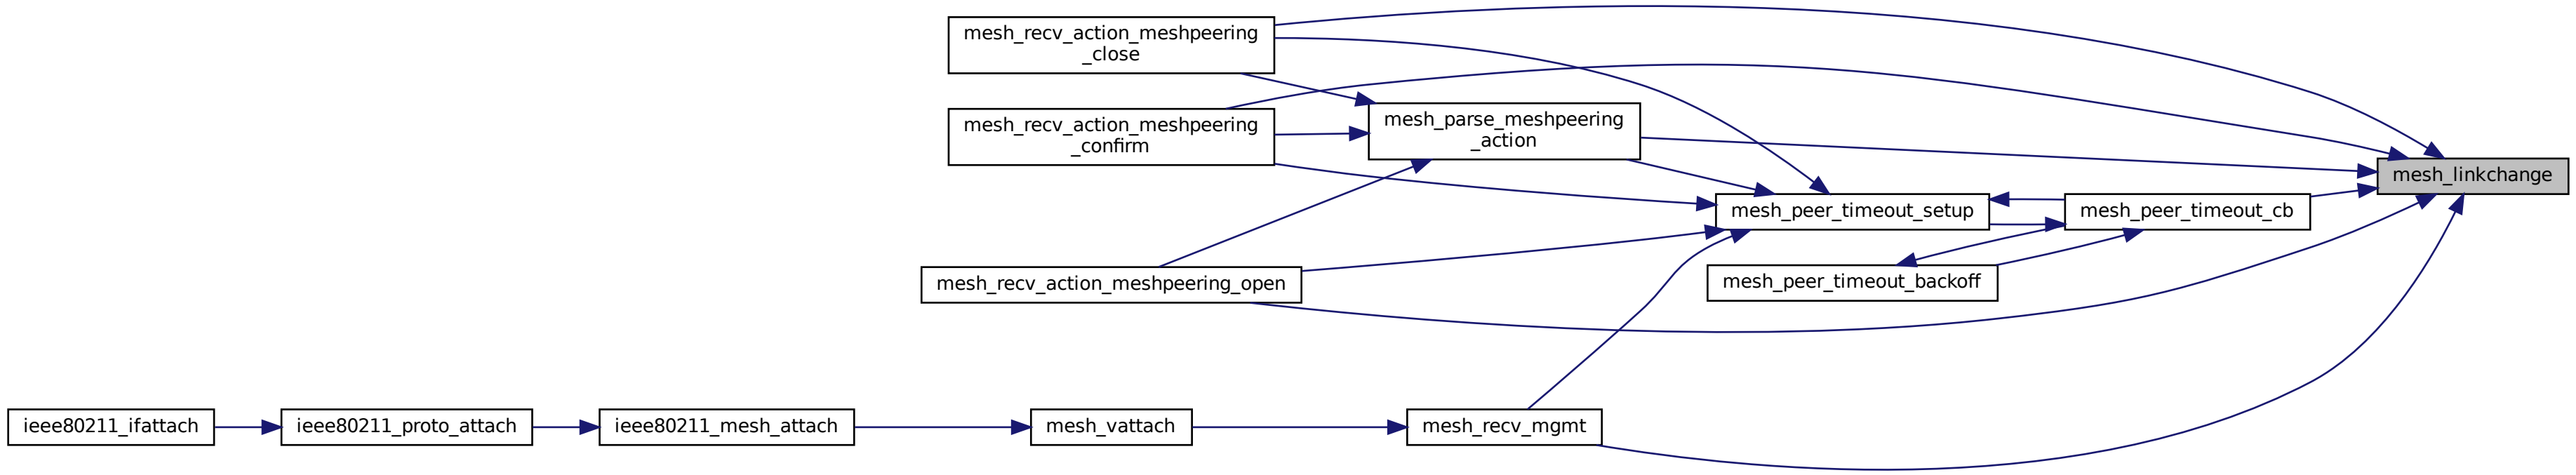 mesh_recv_action_meshpeering
_close
mesh_recv_action_meshpeering
_confirm
mesh_parse_meshpeering
_action
mesh_linkchange
mesh_peer_timeout_setup
mesh_peer_timeout_cb
mesh_recv_action_meshpeering_open
mesh_peer_timeout_backoff
ieee80211_ifattach
ieee80211_proto_attach
ieee80211_mesh_attach
mesh_vattach
mesh_recv_mgmt